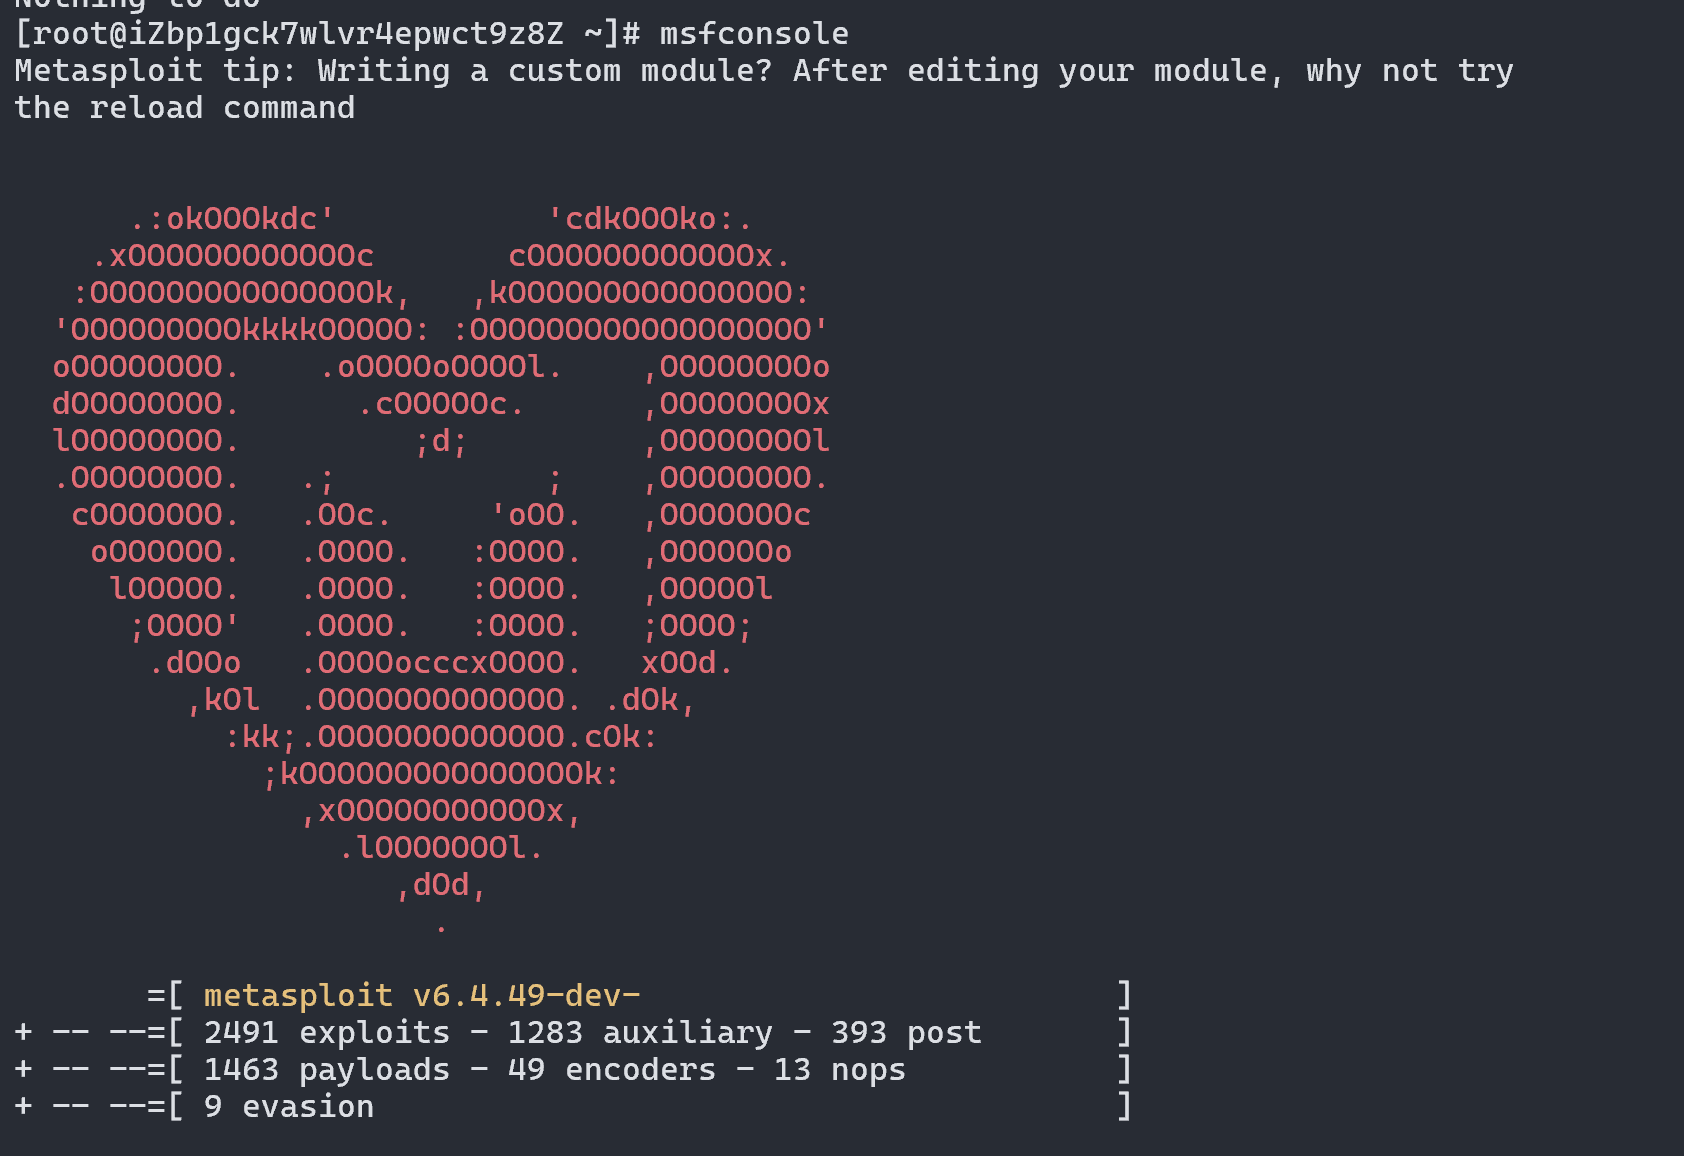 Nothing to do
[root@iZbp1gck7wlvr4epwct9z8Z ~]# msfconsole
Metasploit tip: Writing a custom module? After editing your module, why not try
the reload command
      .:okOOOkdc'           'cdkOOOko:.
    .xOOOOOOOOOOOOc       cOOOOOOOOOOOOx.
   :OOOOOOOOOOOOOOOk,   ,kOOOOOOOOOOOOOOO:
  'OOOOOOOOOkkkkOOOOO: :OOOOOOOOOOOOOOOOOO'
  oOOOOOOOO.    .oOOOOoOOOOl.    ,OOOOOOOOo
  dOOOOOOOO.      .cOOOOOc.      ,OOOOOOOOx
  lOOOOOOOO.         ;d;         ,OOOOOOOOl
  .OOOOOOOO.   .;           ;    ,OOOOOOOO.
   cOOOOOOO.   .OOc.     'oOO.   ,OOOOOOOc
    oOOOOOO.   .OOOO.   :OOOO.   ,OOOOOOo
     lOOOOO.   .OOOO.   :OOOO.   ,OOOOOl
      ;OOOO'   .OOOO.   :OOOO.   ;OOOO;
       .dOOo   .OOOOocccxOOOO.   xOOd.
         ,kOl  .OOOOOOOOOOOOO. .dOk,
           :kk;.OOOOOOOOOOOOO.cOk:
             ;kOOOOOOOOOOOOOOOk:
               ,xOOOOOOOOOOOx,
                 .lOOOOOOOl.
                    ,dOd,
                      .
       =[ metasploit v6.4.49-dev-                         ]
+ -- --=[ 2491 exploits - 1283 auxiliary - 393 post       ]
+ -- --=[ 1463 payloads - 49 encoders - 13 nops           ]
+ -- --=[ 9 evasion                                       ]